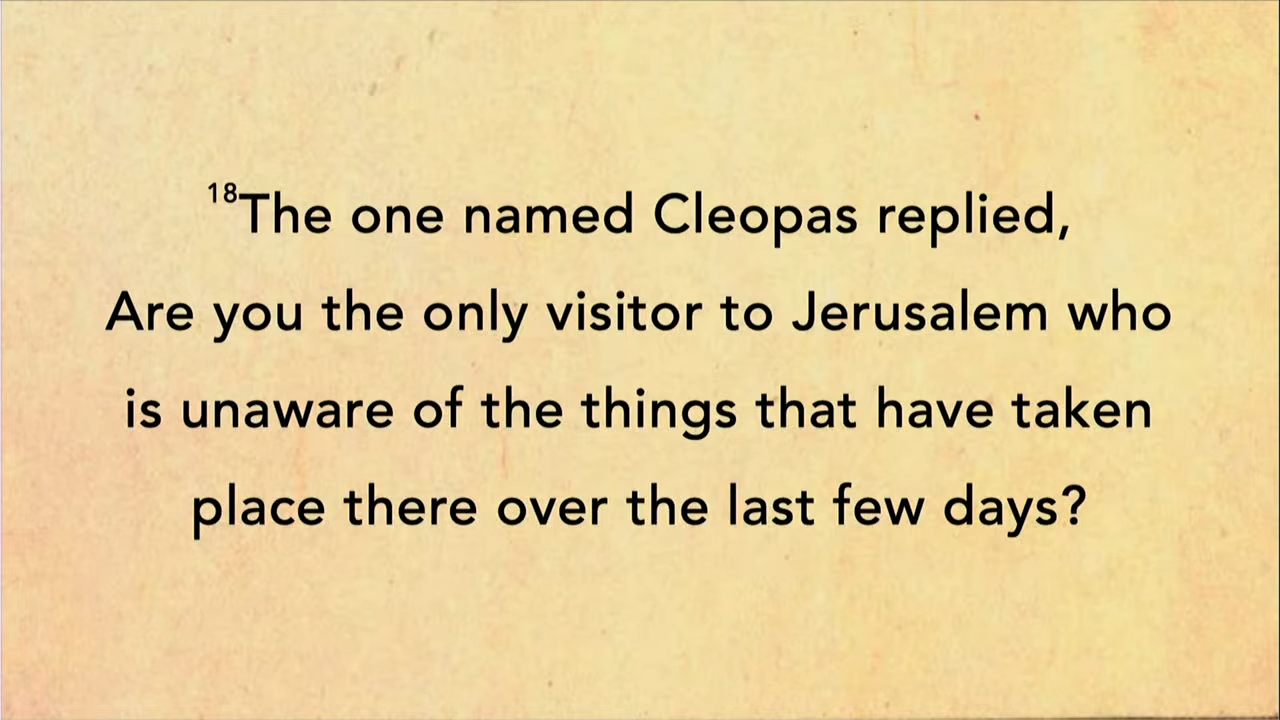 ¹⁸The one named Cleopas replied,
Are you the only visitor to Jerusalem who
is unaware of the things that have taken
place there over the last few days?